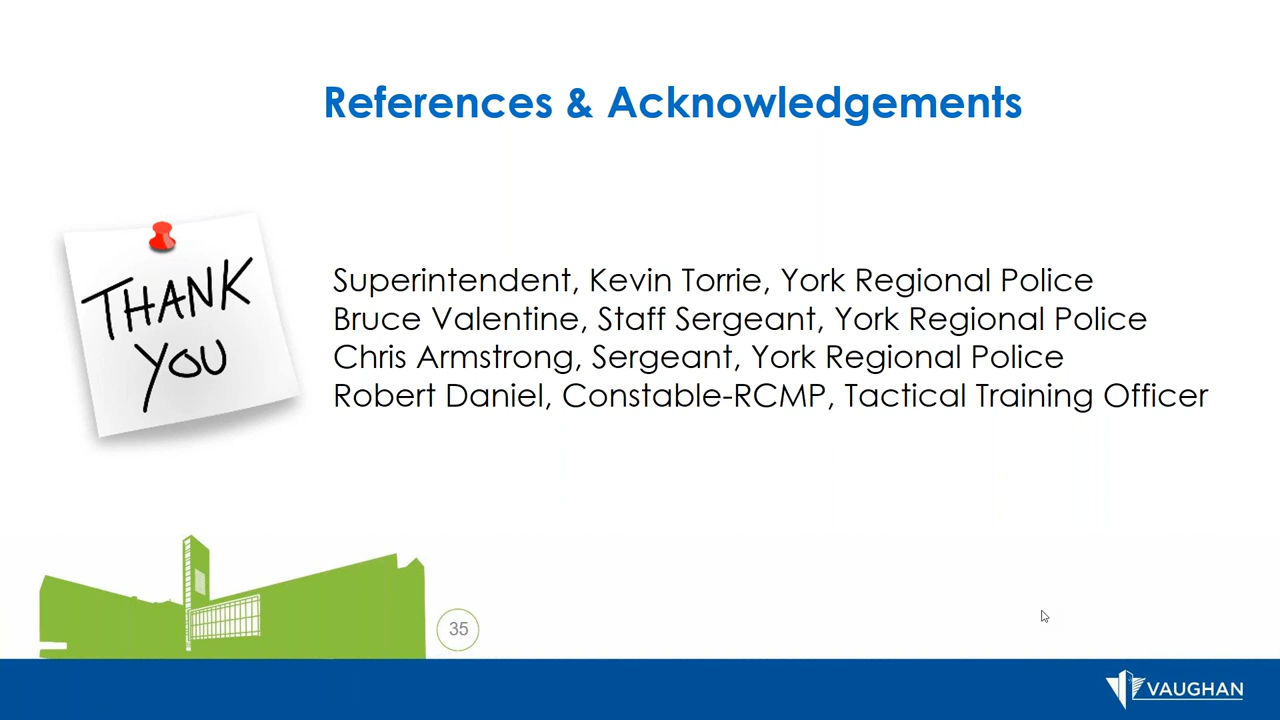 References & Acknowledgements
THANK
YOU
Superintendent, Kevin Torrie, York Regional Police
Bruce Valentine, Staff Sergeant, York Regional Police
Chris Armstrong, Sergeant, York Regional Police
Robert Daniel, Constable-RCMP, Tactical Training Officer
35
VAUGHAN